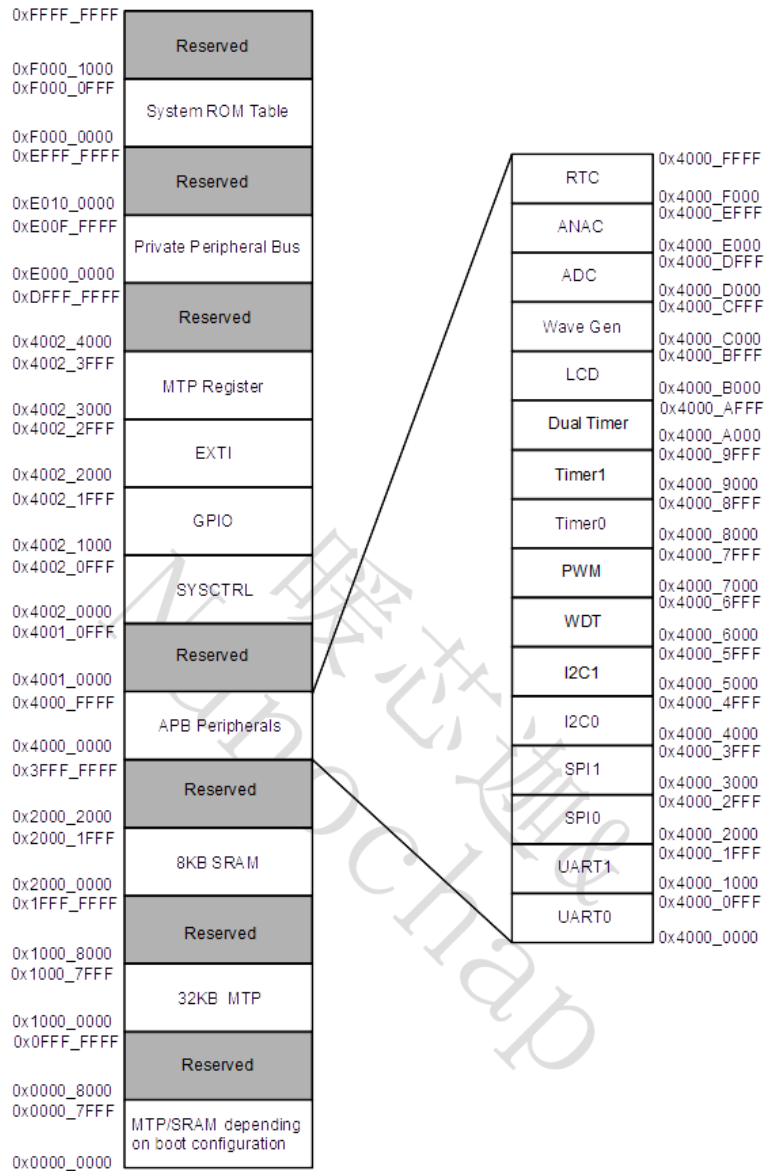 0xFFFF_FFFF
Reserved
0xF000_1000
0xF000_0FFF
System ROM Table
0xF000_0000
0xEFFF_FFFF
Reserved
0xE010_0000
0xE00F_FFFF
Private Peripheral Bus
0xE000_0000
0xDFFF_FFFF
Reserved
0x4002_4000
0x4002_3FFF
MTP Register
0x4002_3000
0x4002_2FFF
EXTI
0x4002_2000
0x4002_1FFF
GPIO
0x4002_1000
0x4002_0FFF
SYSCTRL
0x4002_0000
0x4001_0FFF
Reserved
0x4001_0000
0x4000_FFFF
APB Peripherals
0x4000_0000
0x3FFF_FFFF
Reserved
0x2000_2000
0x2000_1FFF
8KB SRAM
0x2000_0000
0x1FFF_FFFF
Reserved
0x1000_8000
0x1000_7FFF
32KB MTP
0x1000_0000
0x0FFF_FFFF
Reserved
0x0000_8000
0x0000_7FFF
MTP/SRAM depending
on boot configuration
0x0000_0000
0x4000_FFFF
RTC
0x4000_F000
0x4000_EFFF
ANAC
0x4000_E000
0x4000_DFFF
ADC
0x4000_D000
0x4000_CFFF
Wave Gen
0x4000_C000
0x4000_BFFF
LCD
0x4000_B000
0x4000_AFFF
Dual Timer
0x4000_A000
0x4000_9FFF
Timer1
0x4000_9000
0x4000_8FFF
Timer0
0x4000_8000
0x4000_7FFF
PWM
0x4000_7000
0x4000_6FFF
WDT
0x4000_6000
0x4000_5FFF
I2C1
0x4000_5000
0x4000_4FFF
I2C0
0x4000_4000
0x4000_3FFF
SPI1
0x4000_3000
0x4000_2FFF
SPI0
0x4000_2000
0x4000_1FFF
UART1
0x4000_1000
0x4000_0FFF
UART0
0x4000_0000
暖芯迦&
Nunochap